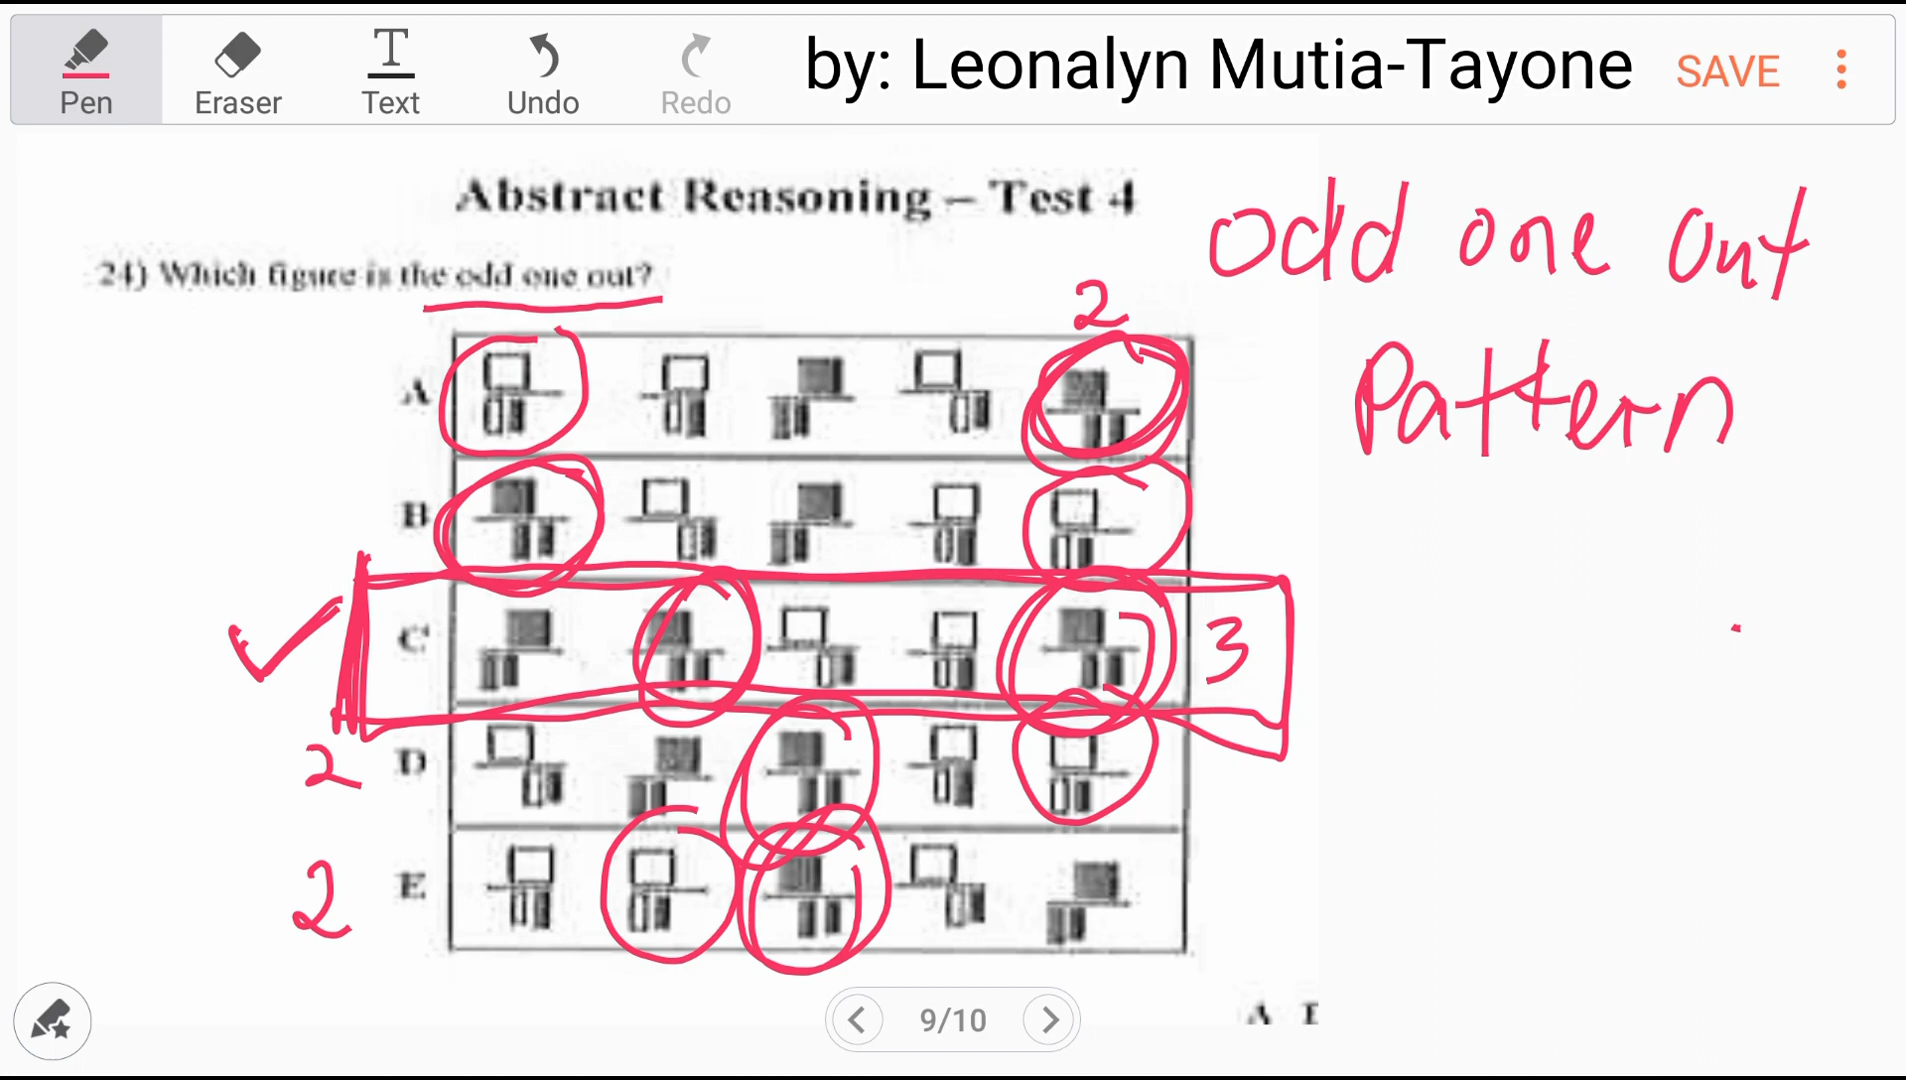 Pen
Eraser
Text
Undo
Redo
by: Leonalyn Mutia-Tayone
SAVE
Abstract Reasoning – Test 4
Odd one Out
Pattern
24) Which figure is the odd one out?
2
A
B
C
3
2
D
2
E
9/10
A